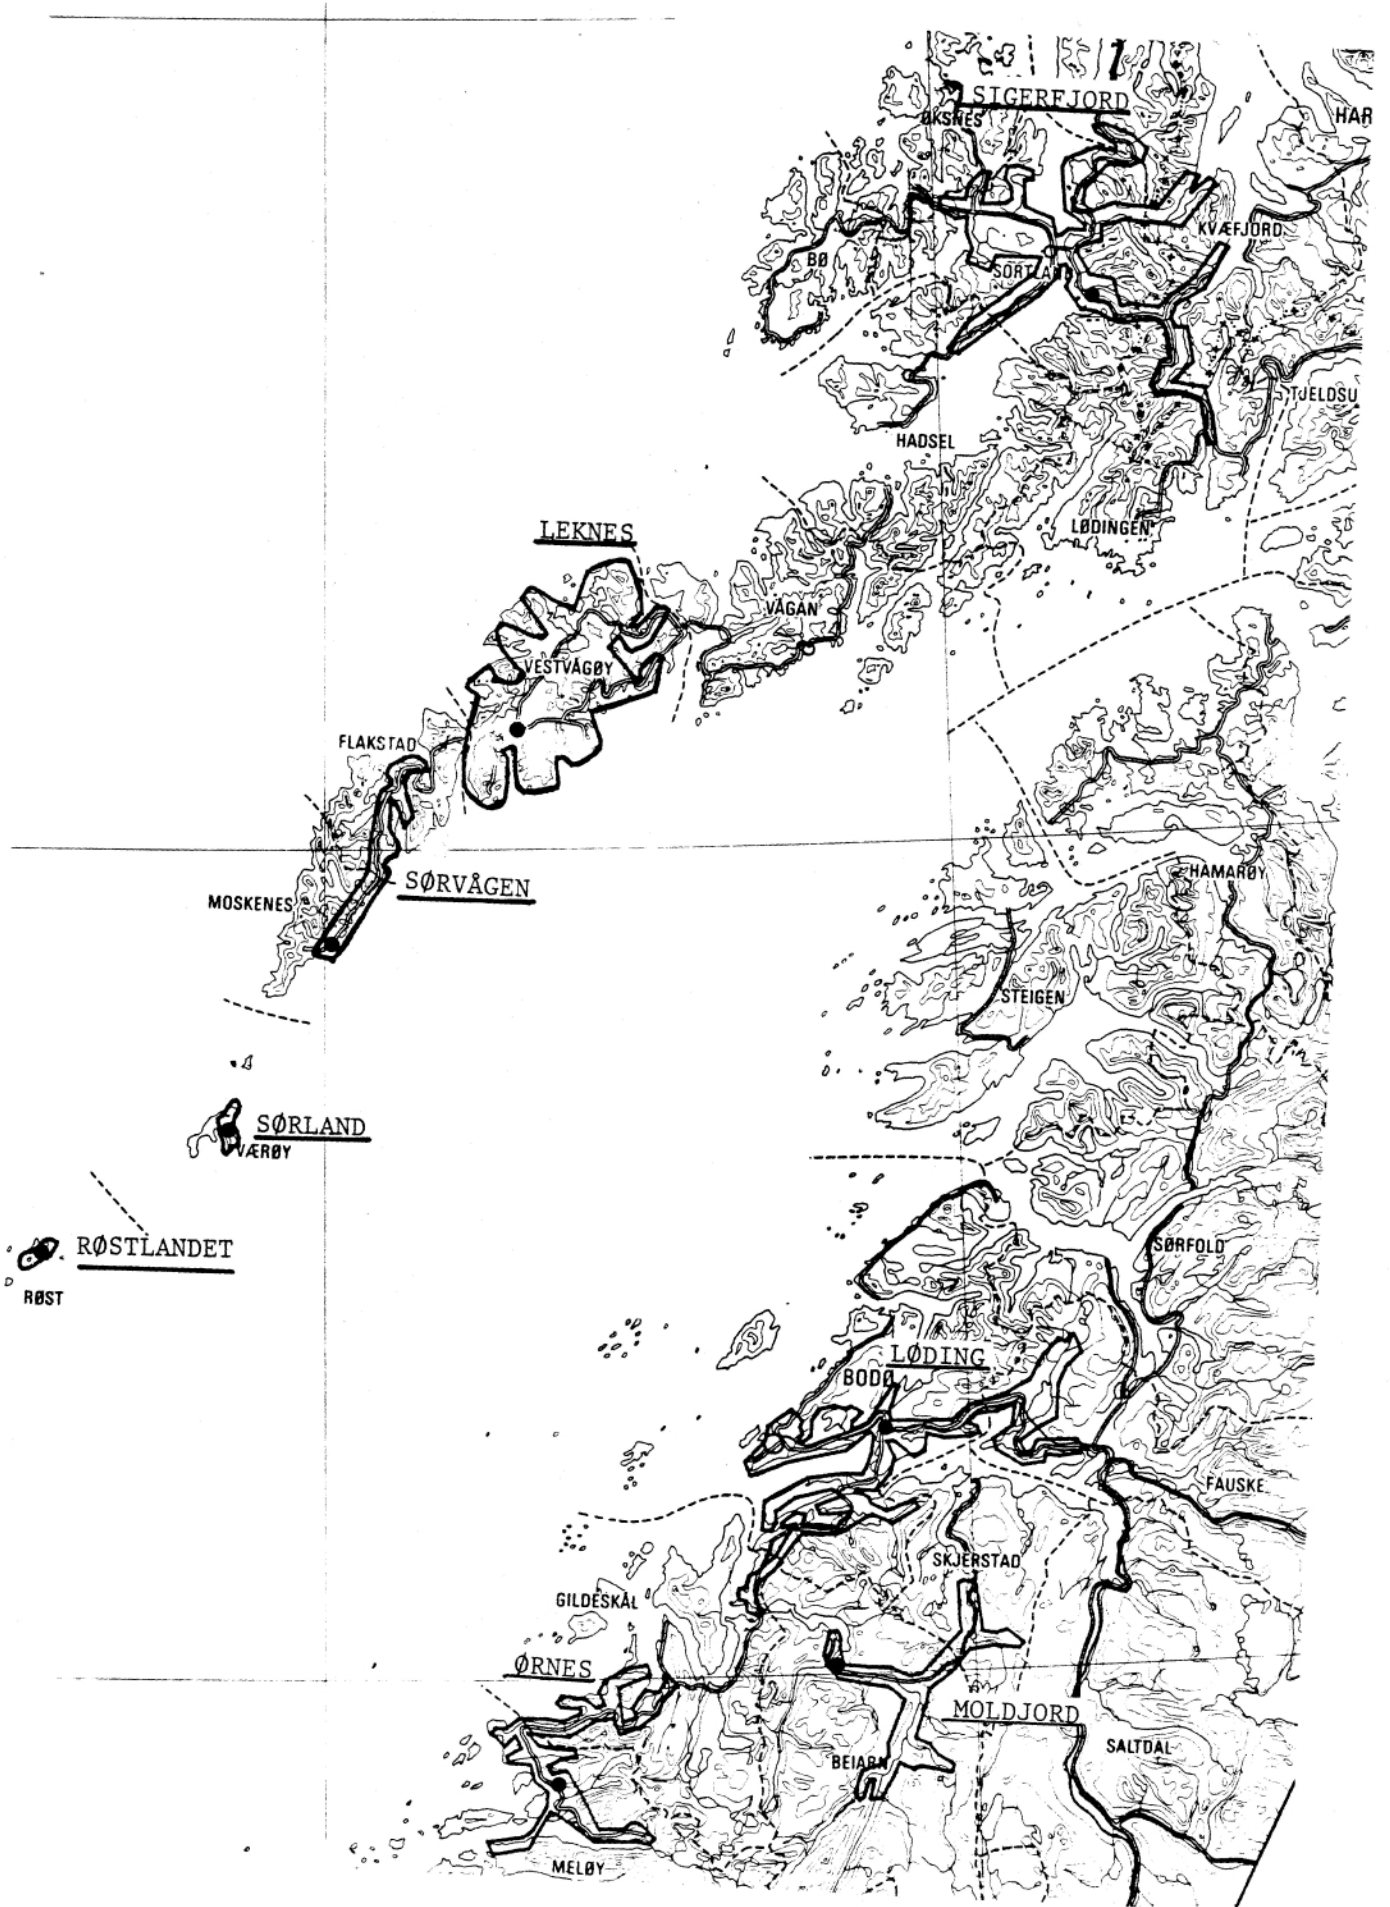 SIGERFJORD
ØKSNES
HAR
KVÆFJORD
BØ
SORTLAND
TJELDSU
HADSEL
LØDINGEN
LEKNES
VÅGAN
VESTVÅGØY
FLAKSTAD
HAMARØY
SØRVÅGEN
MOSKENES
STEIGEN
SØRLAND
VÆRØY
RØSTLANDET
SØRFOLD
RØST
LØDING
BODØ
FAUSKE
SKJERSTAD
GILDESKÅL
ØRNES
MOLDJORD
SALTDAL
BEIARN
MELØY